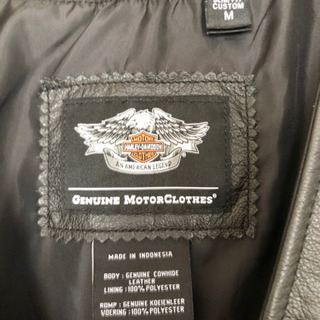 CUSTOM
M
MOTOR
HARLEY-DAVIDSON
CLOTHES
AN AMERICAN LEGEND
GENUINE MOTORCLOTHES®
MADE IN INDONESIA
BODY : GENUINE COWHIDE
LEATHER
LINING : 100% POLYESTER
ROMP : GENUINE KOEIENLEER
VOERING : 100% POLYESTER